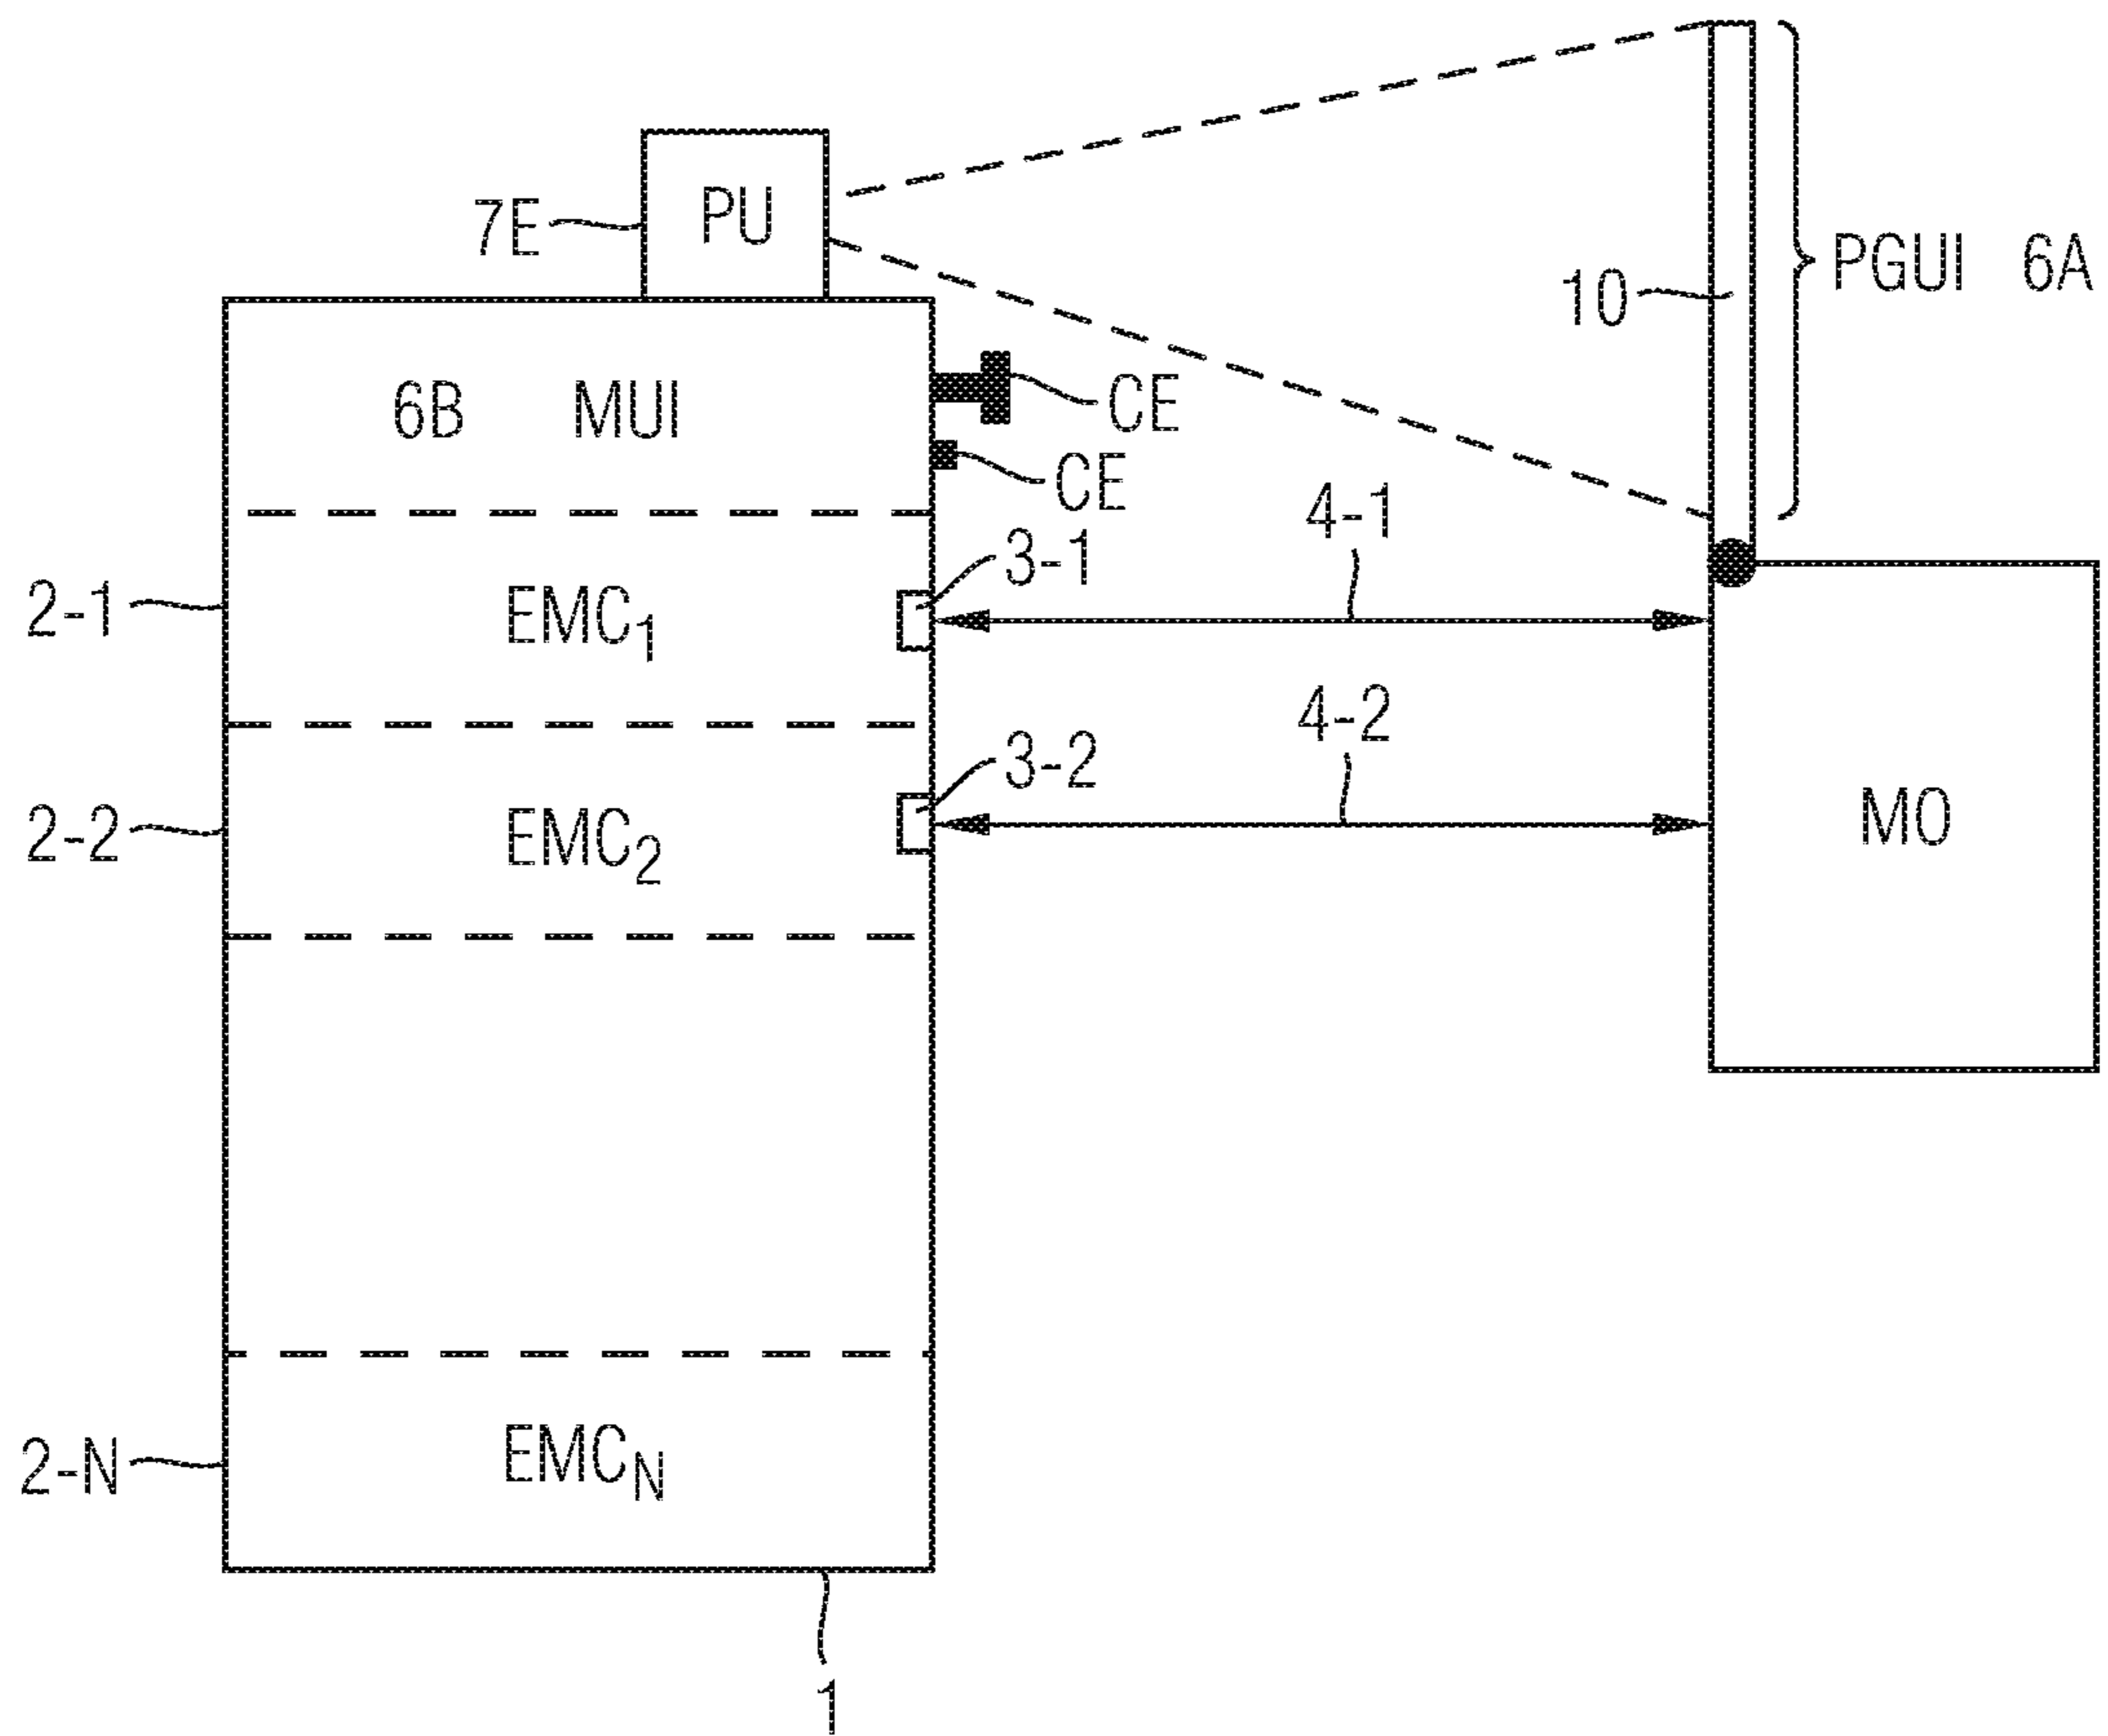 7E PU
10 PGUI 6A
6B MUI CE
CE
4-1
3-1
2-1 EMC1
4-2
3-2
2-2 EMC2 MO
2-N EMCN
1